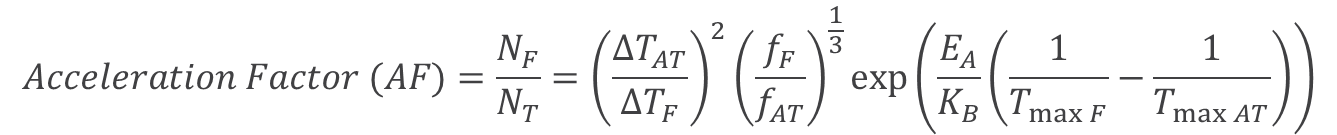 Acceleration Factor (AF) = N_F/N_T = (ΔT_AT/ΔT_F)^2 (f_F/f_AT)^(1/3) exp(E_A/K_B (1/T_max F − 1/T_max AT))